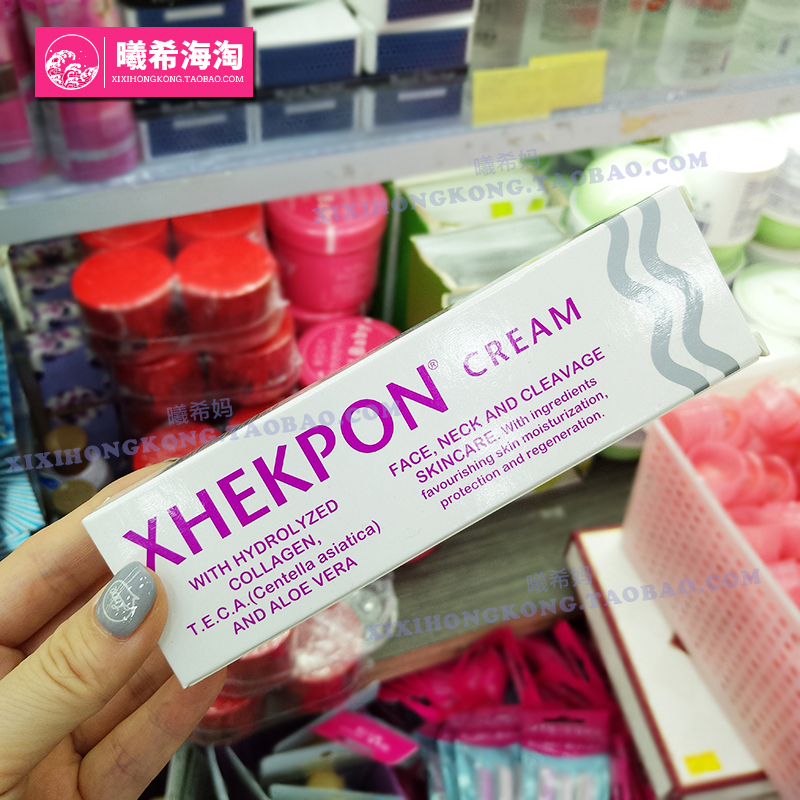 曦希海淘
XIXIHONGKONG.TAOBAO.COM
曦希妈
XIXIHONGKONG.TAOBAO.COM
XHEKPON® CREAM
WITH HYDROLYZED
COLLAGEN,
T.E.C.A.(Centella asiatica)
AND ALOE VERA
FACE, NECK AND CLEAVAGE
SKINCARE. With ingredients
favourishing skin moisturization,
protection and regeneration.
曦希妈
XIXIHONGKONG.TAOBAO.COM
曦希妈
XIXIHONGKONG.TAOBAO.COM